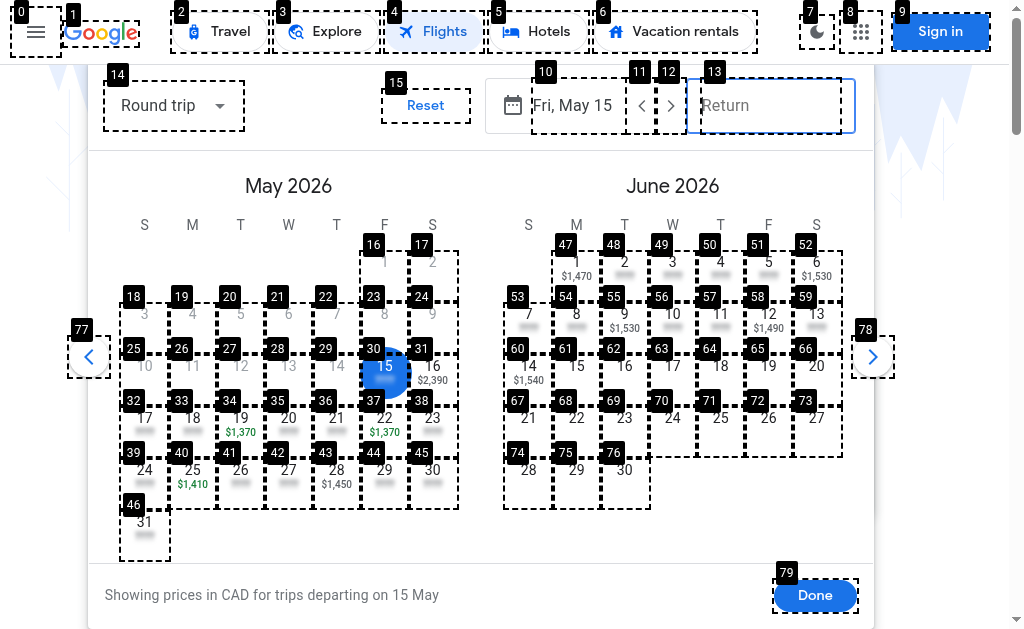 0 1 2 3 4 5 6 7 8 9
Google Travel Explore Flights Hotels Vacation rentals Sign in
14 15 10 11 12 13
Round trip Reset Fri, May 15 Return
May 2026 June 2026
S M T W T F S S M T W T F S
16 17 47 48 49 50 51 52
1 2 1 2 3 4 5 6
$1,470 $1,530
18 19 20 21 22 23 24 53 54 55 56 57 58 59
3 4 5 6 7 8 9 7 8 9 10 11 12 13
77 $1,530 $1,490 78
25 26 27 28 29 30 31 60 61 62 63 64 65 66
10 11 12 13 14 15 16 14 15 16 17 18 19 20
$2,390 $1,540
32 33 34 35 36 37 38 67 68 69 70 71 72 73
17 18 19 20 21 22 23 21 22 23 24 25 26 27
$1,370 $1,370
39 40 41 42 43 44 45 74 75 76
24 25 26 27 28 29 30 28 29 30
$1,410 $1,450
46
31
79
Showing prices in CAD for trips departing on 15 May Done